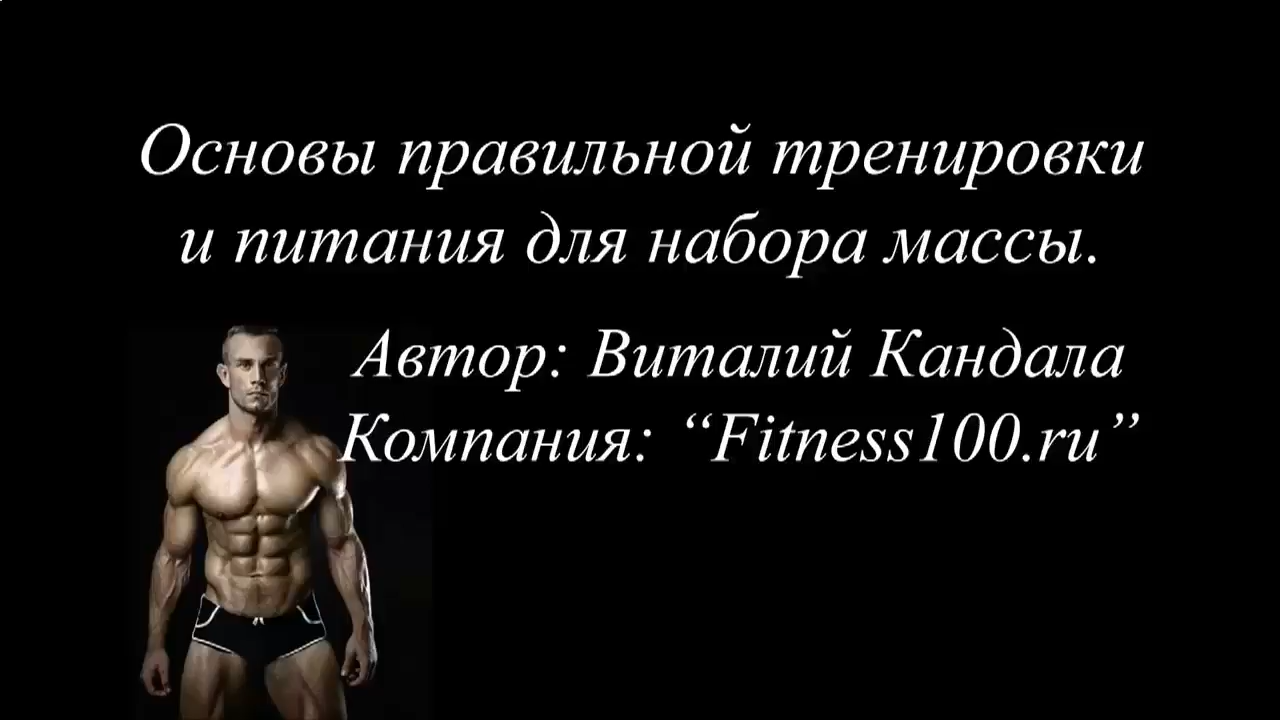 Основы правильной тренировки
и питания для набора массы.
Автор: Виталий Кандала
Компания: “Fitness100.ru”